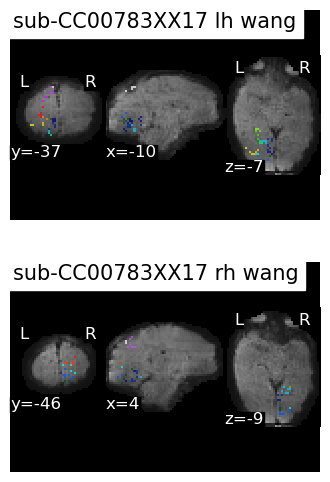 sub-CC00783XX17 lh wang
L R L R
y=-37 x=-10 z=-7
sub-CC00783XX17 rh wang
L R L R
y=-46 x=4 z=-9